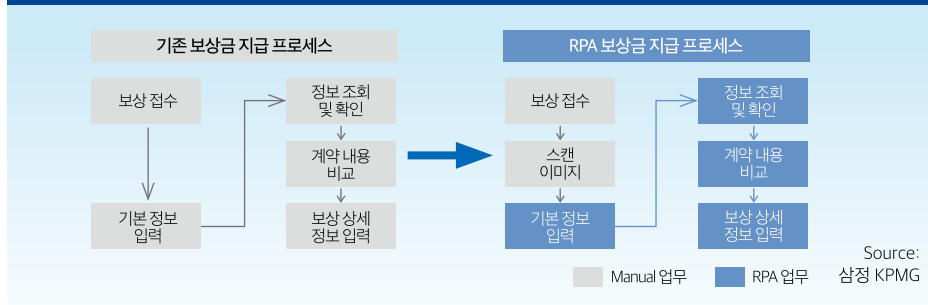 기존 보상금 지급 프로세스
보상 접수
기본 정보
입력
정보 조회
및 확인
계약 내용
비교
보상 상세
정보 입력
RPA 보상금 지급 프로세스
보상 접수
스캔
이미지
기본 정보
입력
정보 조회
및 확인
계약 내용
비교
보상 상세
정보 입력
Manual 업무
RPA 업무
Source:
삼정 KPMG